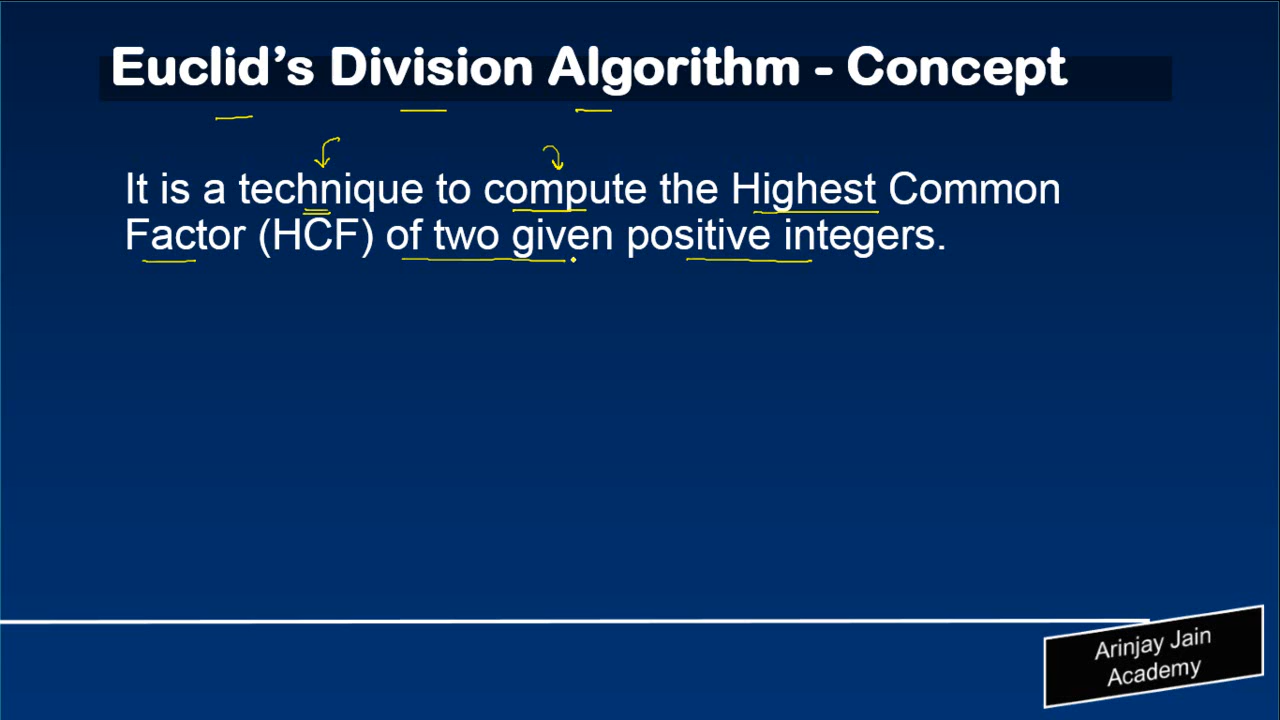 Euclid’s Division Algorithm - Concept
It is a technique to compute the Highest Common
Factor (HCF) of two given positive integers.
Arinjay Jain
Academy